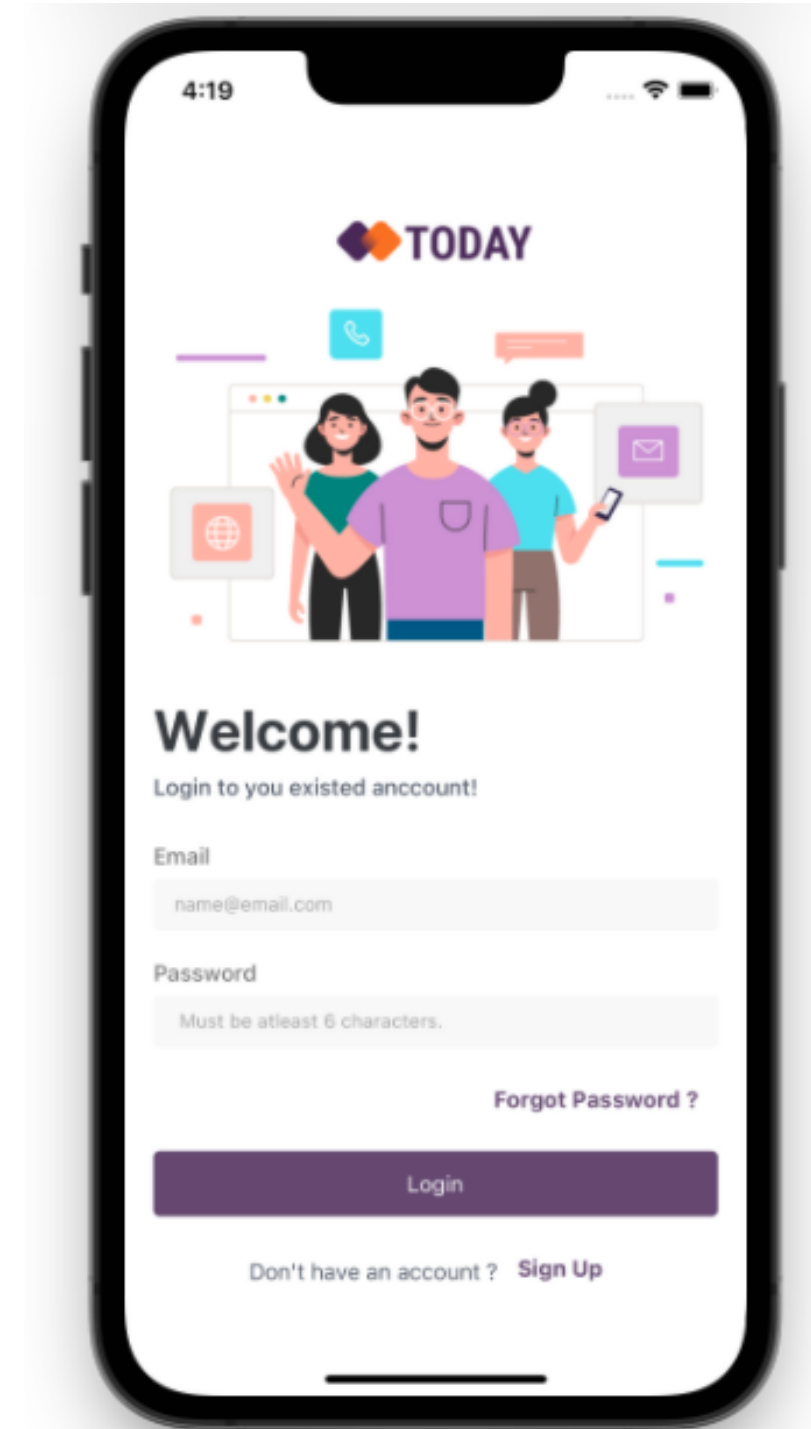 4:19
TODAY
Welcome!
Login to you existed anccount!
Email
name@email.com
Password
Must be atleast 6 characters.
Forgot Password ?
Login
Don't have an account ? Sign Up